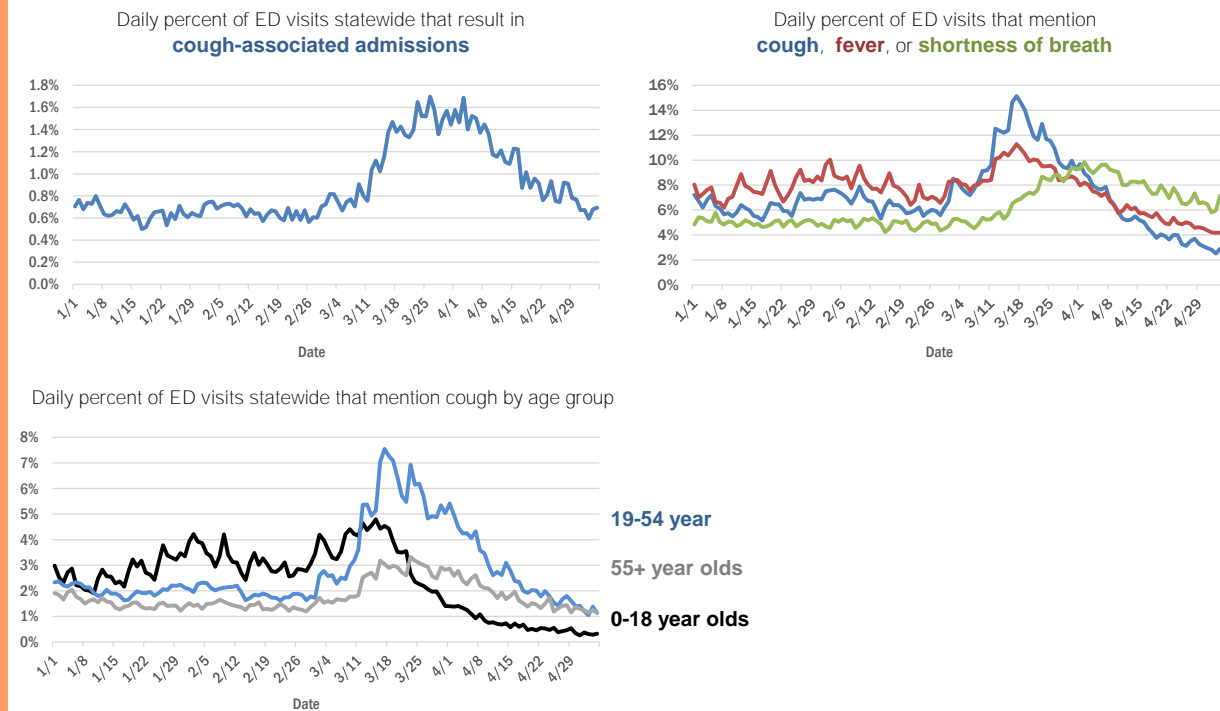 Daily percent of ED visits statewide that result in
cough-associated admissions
1.8%
1.6%
1.4%
1.2%
1.0%
0.8%
0.6%
0.4%
0.2%
0.0%
1/1 1/8 1/15 1/22 1/29 2/5 2/12 2/19 2/26 3/4 3/11 3/18 3/25 4/1 4/8 4/15 4/22 4/29
Date
Daily percent of ED visits that mention
cough, fever, or shortness of breath
16%
14%
12%
10%
8%
6%
4%
2%
0%
1/1 1/8 1/15 1/22 1/29 2/5 2/12 2/19 2/26 3/4 3/11 3/18 3/25 4/1 4/8 4/15 4/22 4/29
Date
Daily percent of ED visits statewide that mention cough by age group
8%
7%
6%
5%
4%
3%
2%
1%
0%
1/1 1/8 1/15 1/22 1/29 2/5 2/12 2/19 2/26 3/4 3/11 3/18 3/25 4/1 4/8 4/15 4/22 4/29
Date
19-54 year
55+ year olds
0-18 year olds